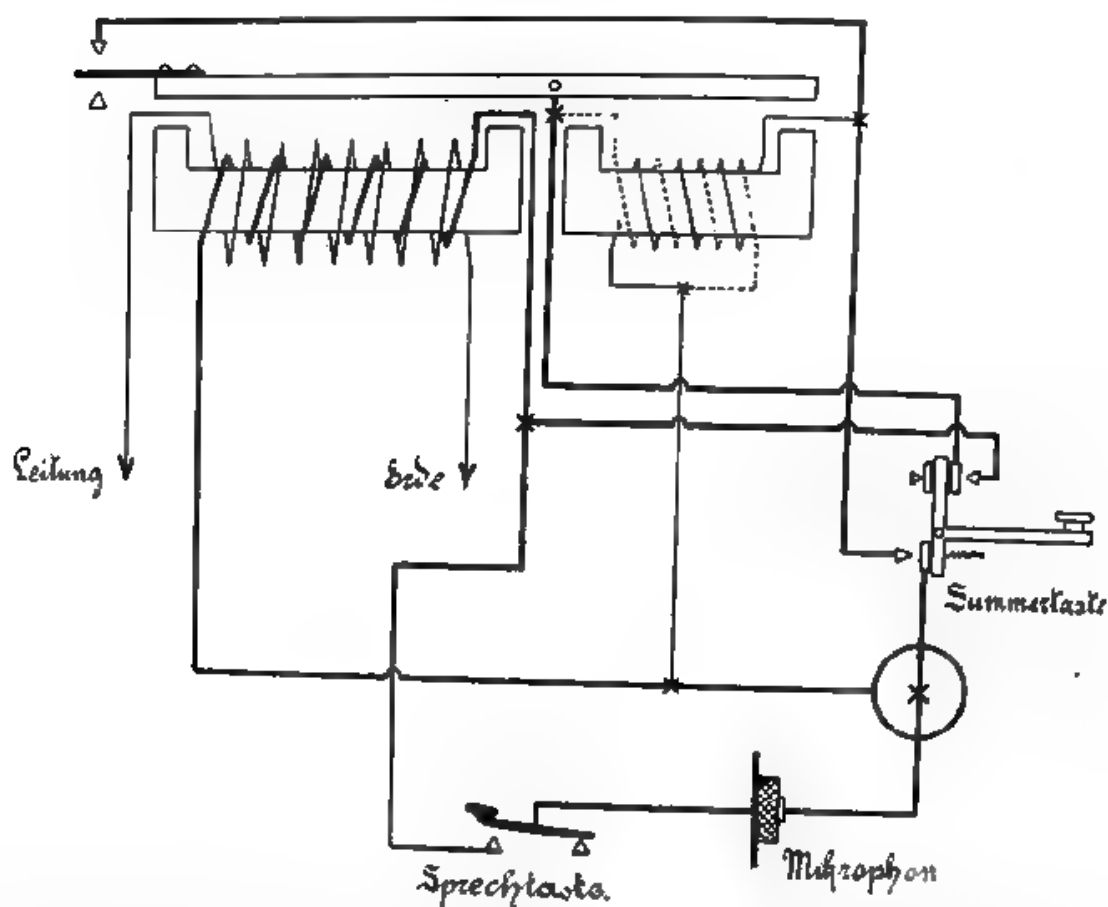 Leitung
Erde
Summertaste
Mikrophon
Sprechtaste.